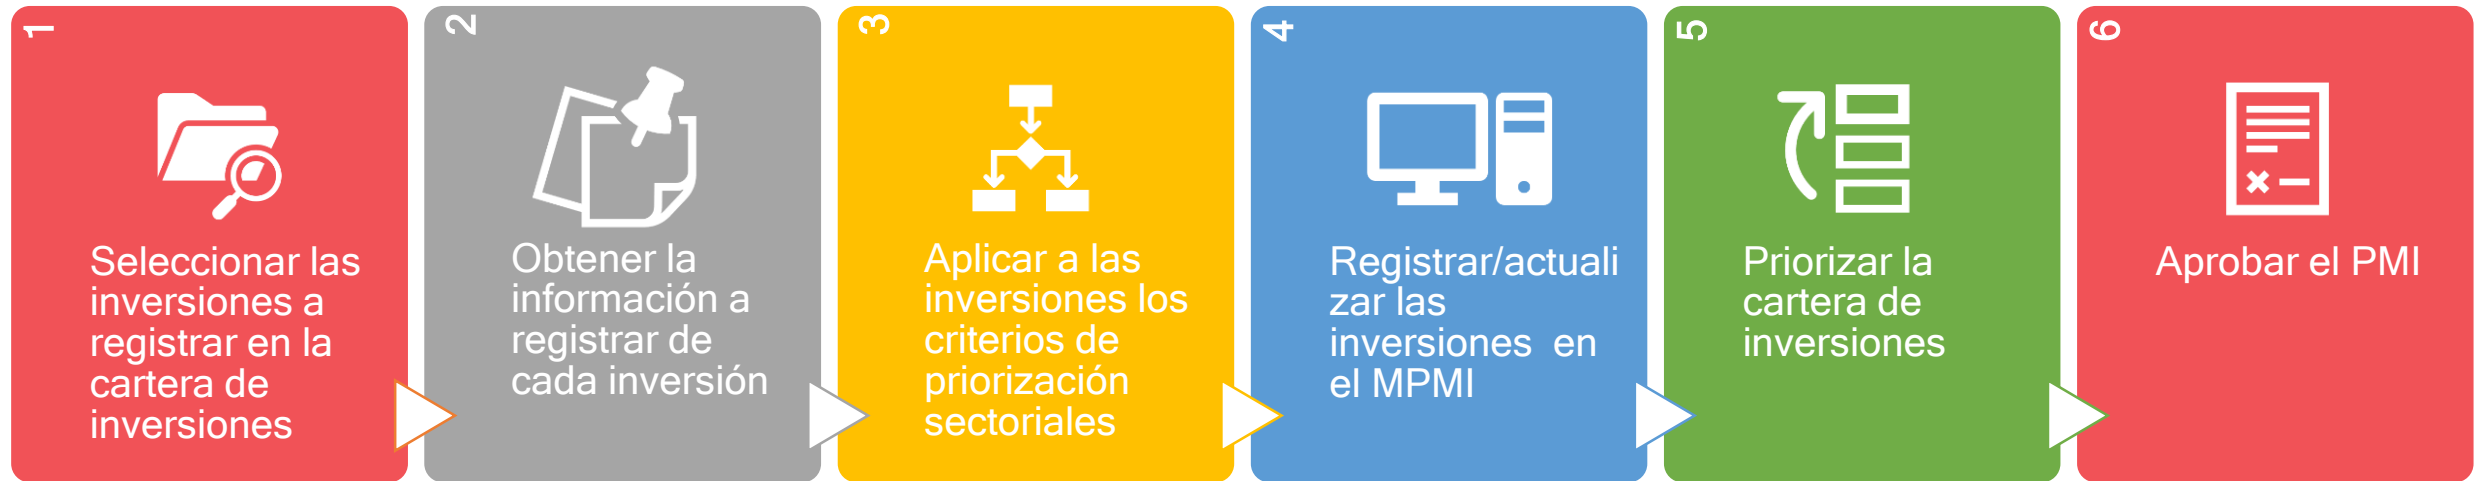 1
Seleccionar las
inversiones a
registrar en la
cartera de
inversiones
2
Obtener la
información a
registrar de
cada inversión
3
Aplicar a las
inversiones los
criterios de
priorización
sectoriales
4
Registrar/actuali
zar las
inversiones en
el MPMI
5
Priorizar la
cartera de
inversiones
6
Aprobar el PMI